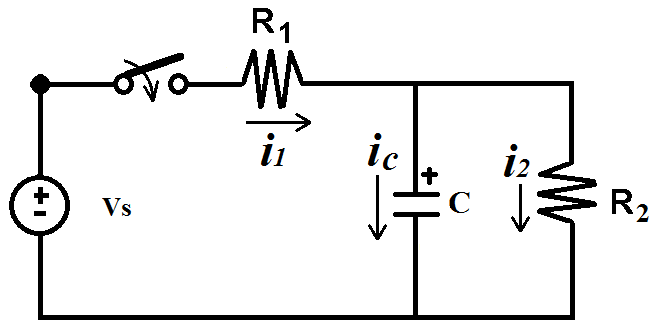 R1
i1
ic
+
C
i2
R2
+
-
Vs